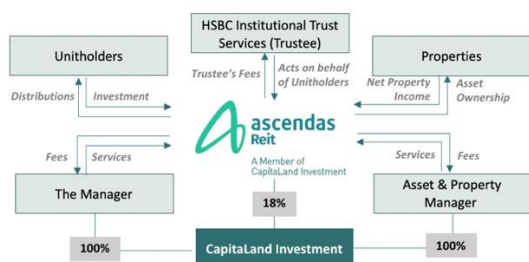 HSBC Institutional Trust
Services (Trustee)
Unitholders
Properties
Trustee's Fees
Acts on behalf
of Unitholders
Distributions
Investment
Net Property
Income
Asset
Ownership
ascendas
Reit
A Member of
CapitaLand Investment
Fees
Services
Services
Fees
The Manager
18%
Asset & Property
Manager
100%
CapitaLand Investment
100%